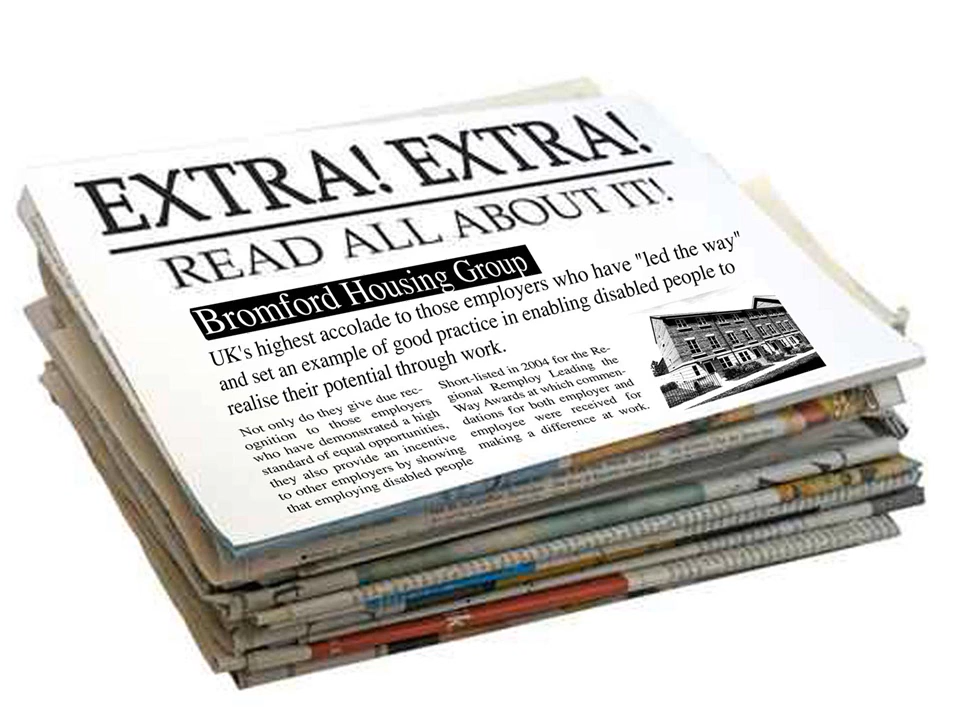 EXTRA! EXTRA!
READ ALL ABOUT IT!
Bromford Housing Group
UK's highest accolade to those employers who have "led the way"
and set an example of good practice in enabling disabled people to
realise their potential through work.
Not only do they give due rec-
ognition to those employers
who have demonstrated a high
standard of equal opportunities,
they also provide an incentive
to other employers by showing
that employing disabled people
Short-listed in 2004 for the Re-
gional Remploy Leading the
Way Awards at which commen-
dations for both employer and
employee were received for
making a difference at work.